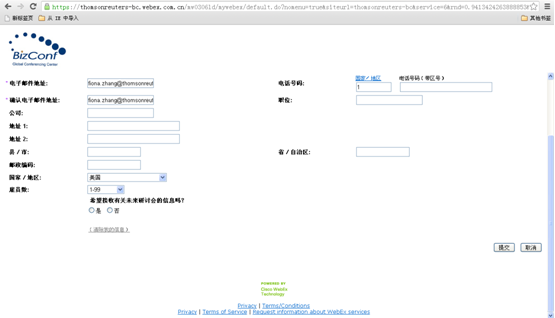 https://thomsonreuters-bc.webex.com.cn/mw0306ld/mywebex/default.do?nomenu=true&siteurl=thomsonreuters-bc&service=6&rnd=0.9413424263888853#
新标签页 从 IE 中导入 其他书签
BizConf
Global Conferencing Center
* 电子邮件地址: fiona.zhang@thomsonreut
电话号码: 国家／地区 电话号码（带区号）
1
* 确认电子邮件地址: fiona.zhang@thomsonreut 职位:
公司:
地址 1:
地址 2:
县／市: 省／自治区:
邮政编码:
国家／地区: 美国
雇员数: 1-99
希望接收有关未来研讨会的信息吗?
是 否
[清除我的信息]
提交 取消
POWERED BY
Cisco WebEx
Technology
Privacy | Terms/Conditions
Privacy | Terms of Service | Request information about WebEx services